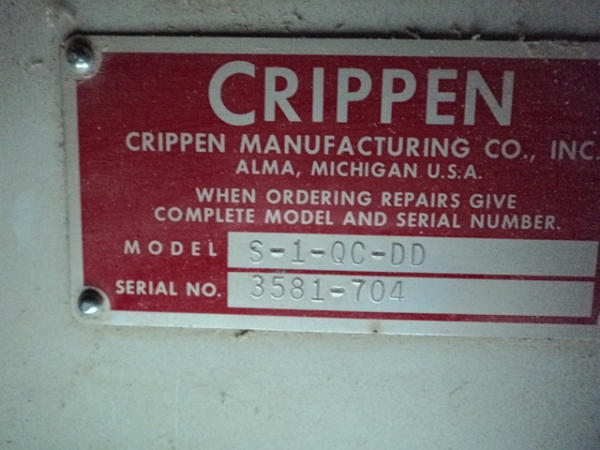 CRIPPEN
CRIPPEN MANUFACTURING CO., INC.
ALMA, MICHIGAN U.S.A.
WHEN ORDERING REPAIRS GIVE
COMPLETE MODEL AND SERIAL NUMBER.
MODEL S-1-QC-DD
SERIAL NO. 3581-704